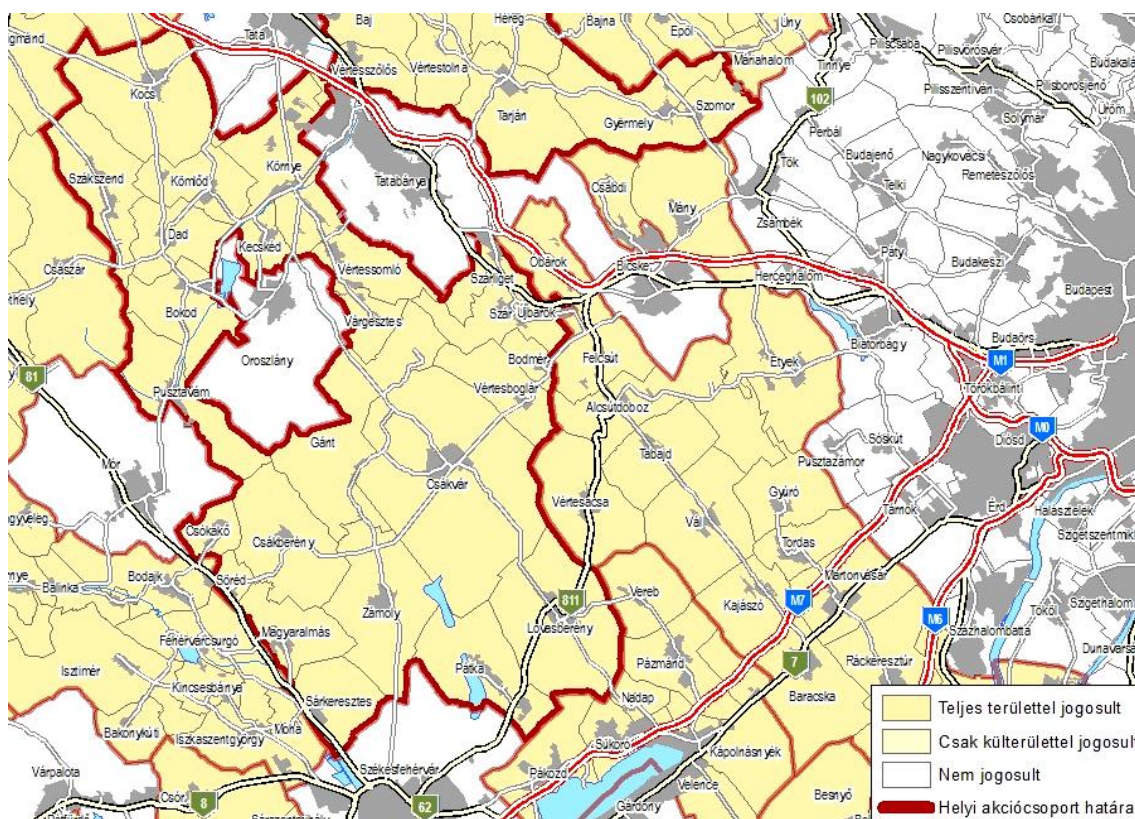 Tata
Baj
Héreg
Bajna
Epöl
Úny
Máriahalom
Tinnye
Piliscsaba
Pilisvörösvár
Csobánkal
Budakalá
Pilisborosjenő
Pilisszentiván
Üröm
Solymár
Kocs
Vértesszőlős
Vértestolna
Tarján
Gyermely
Szomor
102
Perbál
Tök
Budajenő
Telki
Nagykovácsi
Remeteszőlős
Szákszend
Kömlőd
Környe
Tatabánya
Csabdi
Mány
Zsámbék
Dad
Kecskéd
Császár
Vértessomló
Szárliget
Óbarok
Bicske
Herceghalom
Páty
Budakeszi
Budapest
Bokod
Várgesztes
Szár
Újbarok
Oroszlány
Bodmér
Felcsút
Biatorbágy
Budaörs
M1
Etyek
Törökbálint
81
Pusztavám
Vértesboglár
Alcsútdoboz
M0
Gánt
Tabajd
Sóskút
Diósd
Pusztazámor
Mór
Csákvár
Gyúró
Vértesacsa
Tárnok
Érd
Halásztelek
Csókakő
Csákberény
Vál
Tordas
Szigetszentmikl
Balinka
Bodajk
Söréd
Martonvásár
Zámoly
811
Vereb
Kajászó
M7
Szigethalom
Tököl
M6
Százhalombatta
Lovasberény
Fehérvárcsurgó
Magyaralmás
Isztimér
Pátka
Pázmánd
7
Ráckeresztúr
Dunavarsá
Kincsesbánya
Nadap
Baracska
Sárkeresztes
Bakonykúti
Iszkaszentgyörgy
Moha
Sukoró
Kápolnásnyék
Várpalota
Székesfehérvár
Pákozd
Velence
Csór
8
62
Gárdony
Besnyő
Teljes területtel jogosult
Csak külterülettel jogosult
Nem jogosult
Helyi akciócsoport határa